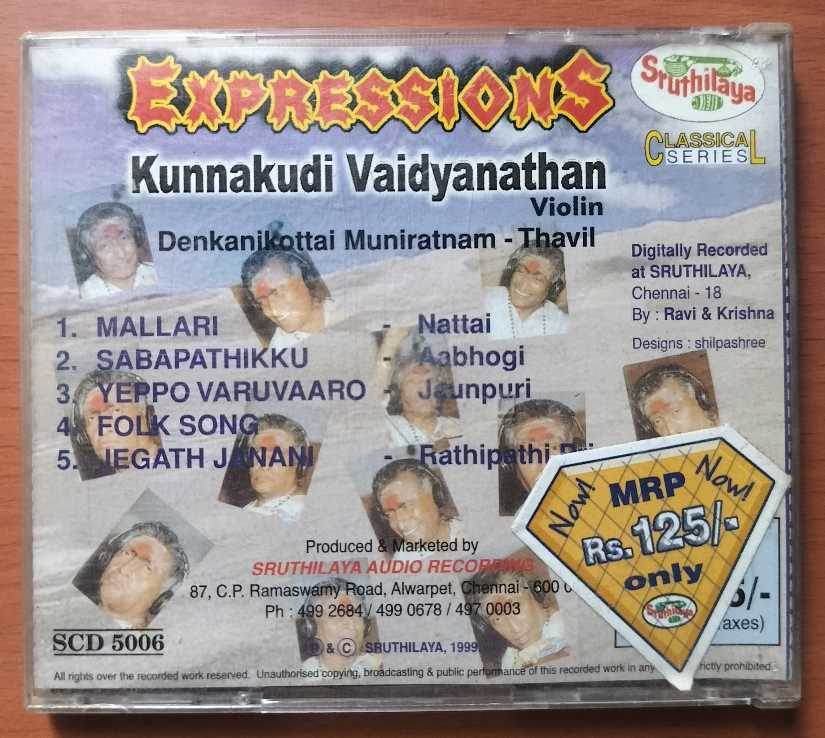 EXPRESSIONS
Sruthilaya
CLASSICAL
SERIES
Kunnakudi Vaidyanathan
Violin
Denkanikottai Muniratnam - Thavil
Digitally Recorded
at SRUTHILAYA,
Chennai - 18
By : Ravi & Krishna
Designs : shilpashree
1. MALLARI - Nattai
2. SABAPATHIKKU - Aabhogi
3. YEPPO VARUVAARO - Jaunpuri
4. FOLK SONG
5. JEGATH JANANI - Rathipathi
Now! MRP Now!
Rs. 125/-
only
Sruthilaya
Produced & Marketed by
SRUTHILAYA AUDIO RECORDING
87, C.P. Ramaswamy Road, Alwarpet, Chennai - 600
Ph : 499 2684 / 499 0678 / 497 0003
5/-
taxes)
SCD 5006
℗ & © SRUTHILAYA, 1999.
All rights over the recorded work reserved. Unauthorised copying, broadcasting & public performance of this recorded work in any prohibited.